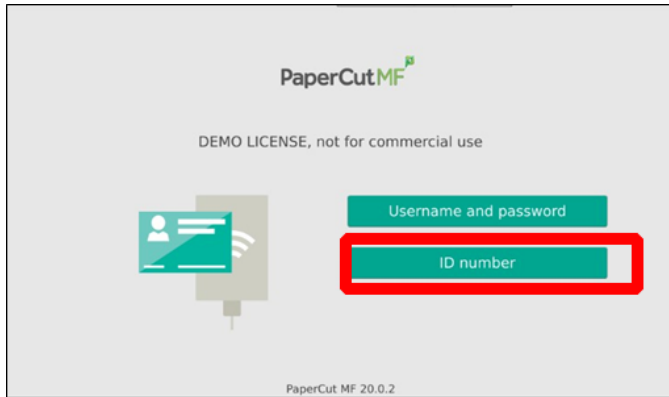 PaperCutMF
DEMO LICENSE, not for commercial use
Username and password
ID number
PaperCut MF 20.0.2